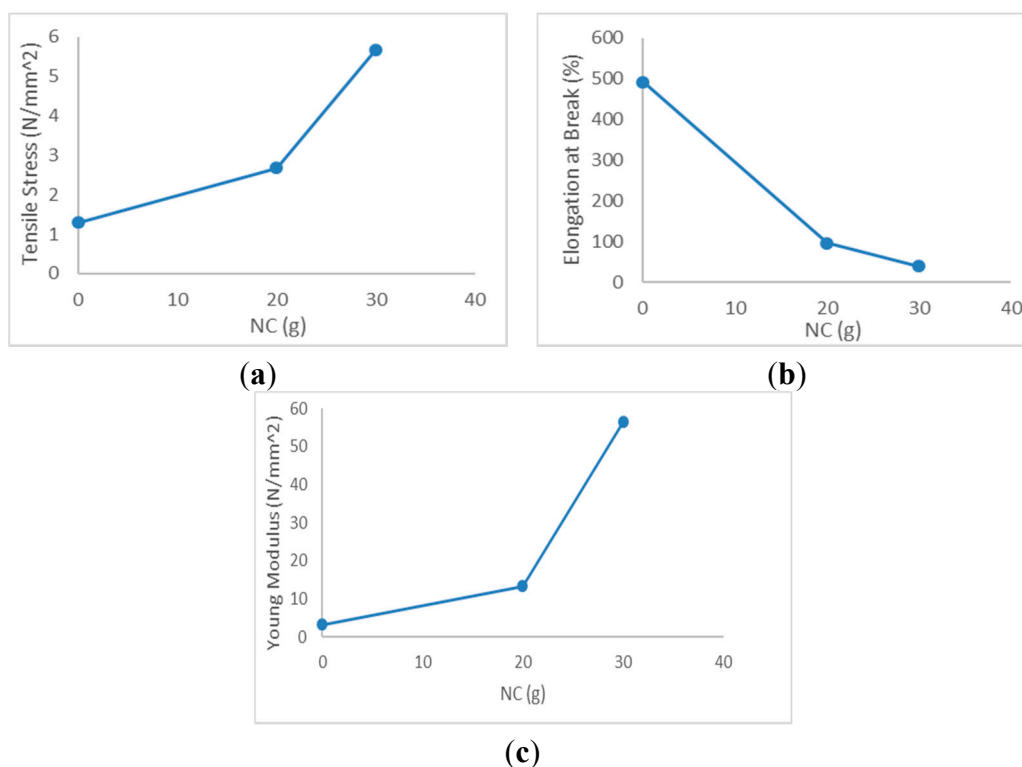 Tensile Stress (N/mm^2)
6
5
4
3
2
1
0
0 10 20 30 40
NC (g)
(a)
Elongation at Break (%)
600
500
400
300
200
100
0
0 10 20 30 40
NC (g)
(b)
Young Modulus (N/mm^2)
60
50
40
30
20
10
0
0 10 20 30 40
NC (g)
(c)